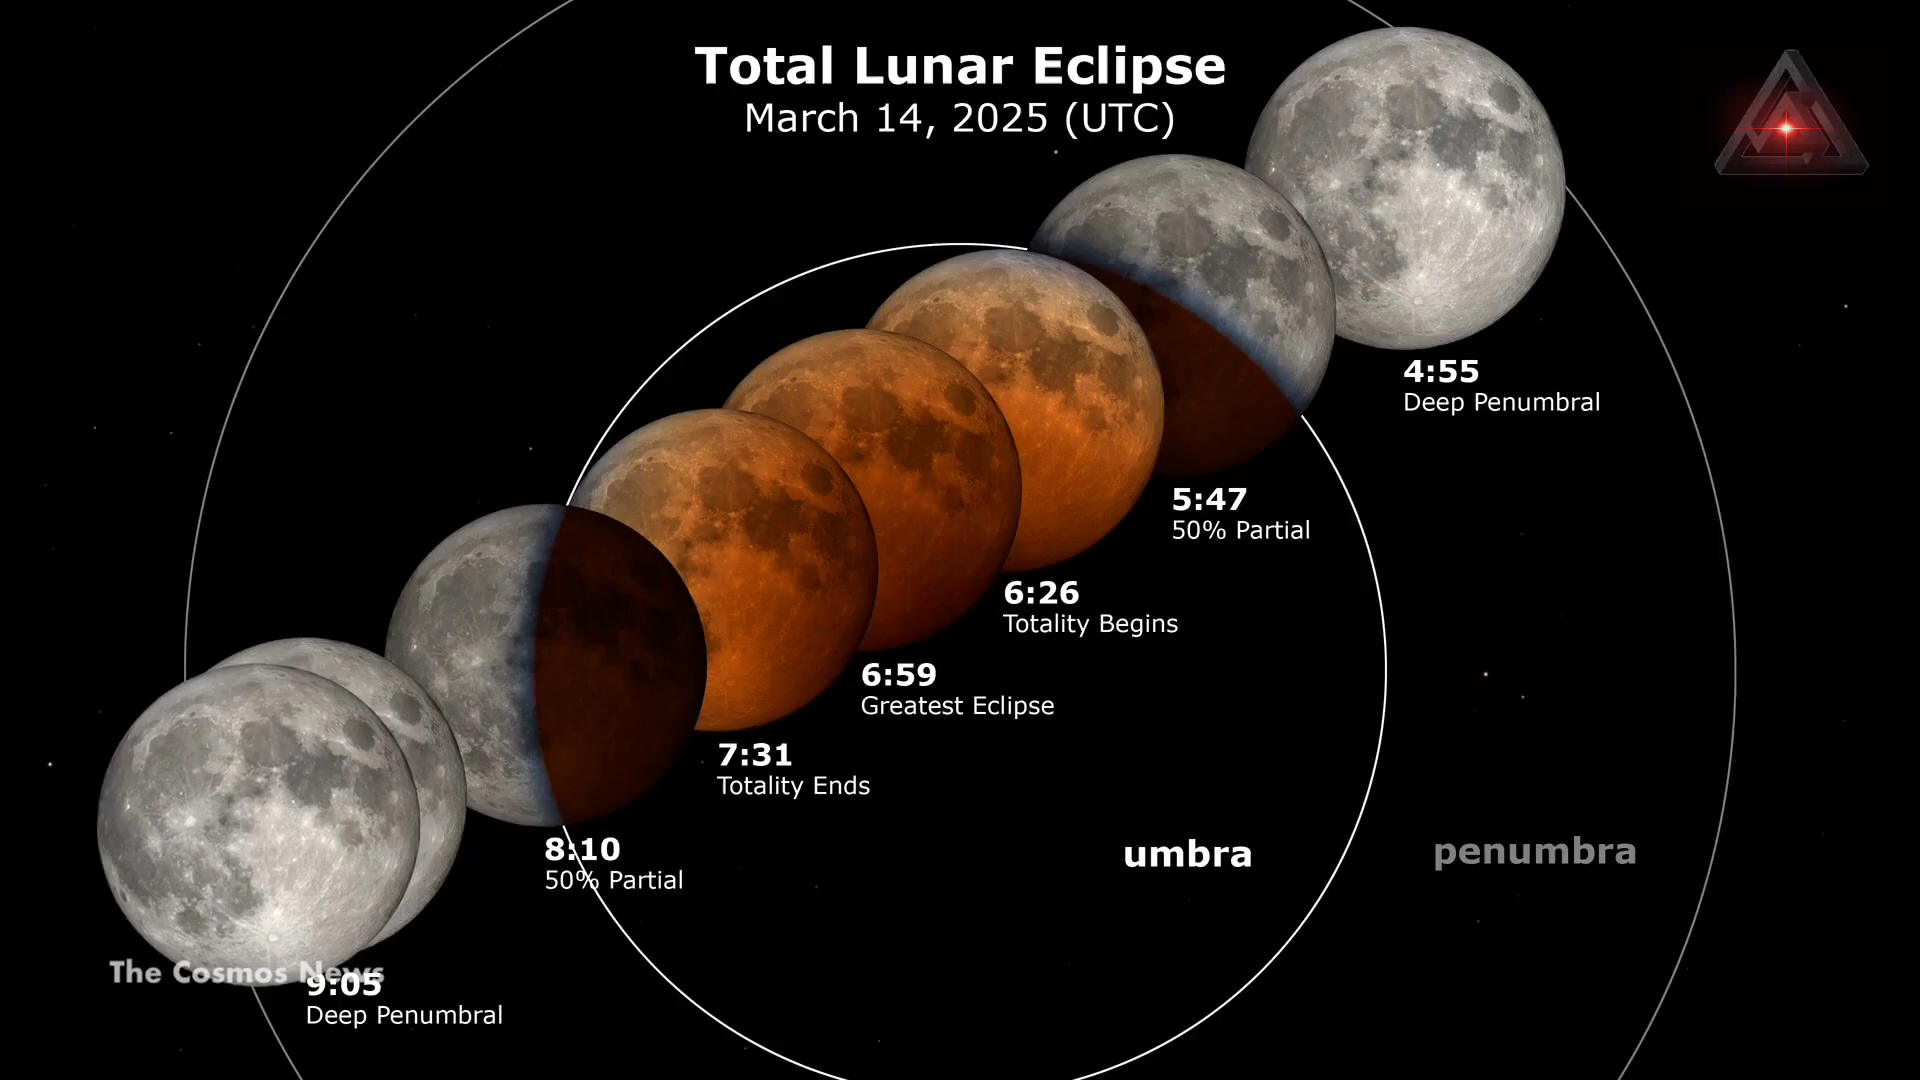 Total Lunar Eclipse
March 14, 2025 (UTC)
4:55
Deep Penumbral
5:47
50% Partial
6:26
Totality Begins
6:59
Greatest Eclipse
7:31
Totality Ends
8:10
50% Partial
umbra
penumbra
The Cosmos News
9:05
Deep Penumbral